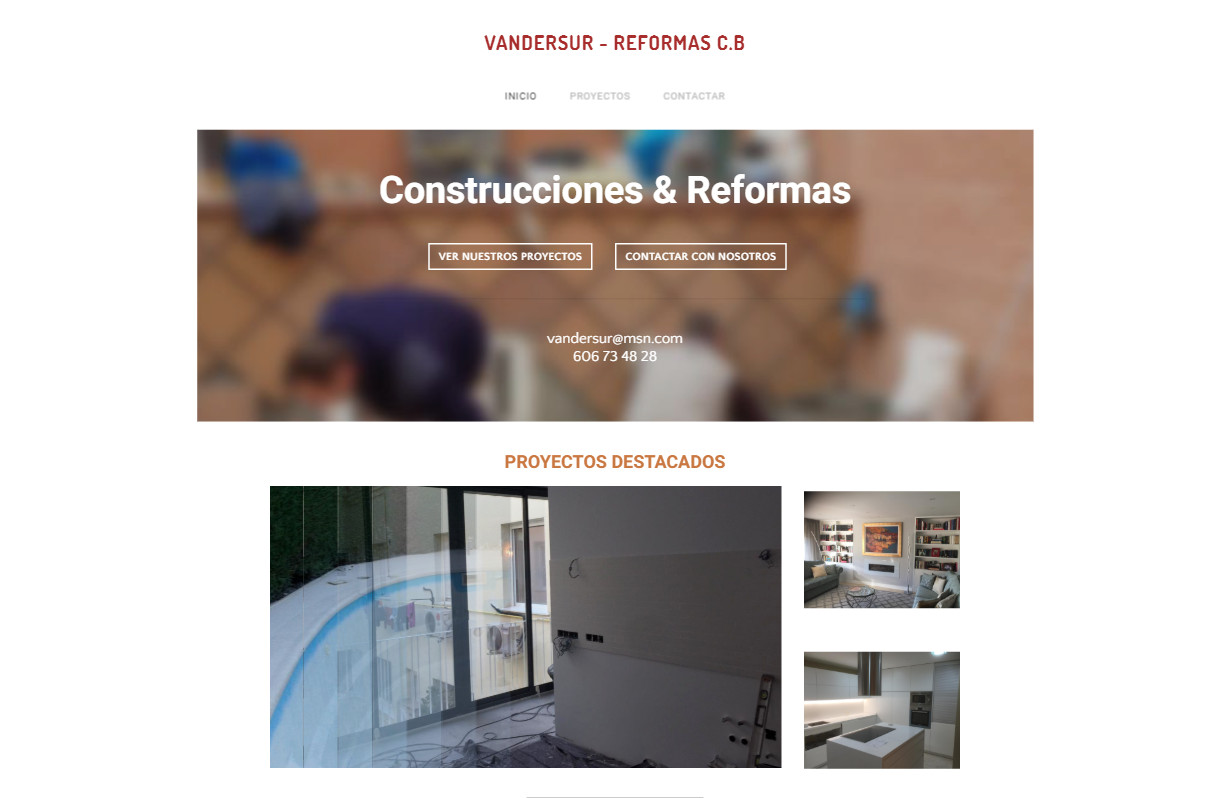 VANDERSUR - REFORMAS C.B
INICIO PROYECTOS CONTACTAR
Construcciones & Reformas
VER NUESTROS PROYECTOS CONTACTAR CON NOSOTROS
vandersur@msn.com
606 73 48 28
PROYECTOS DESTACADOS